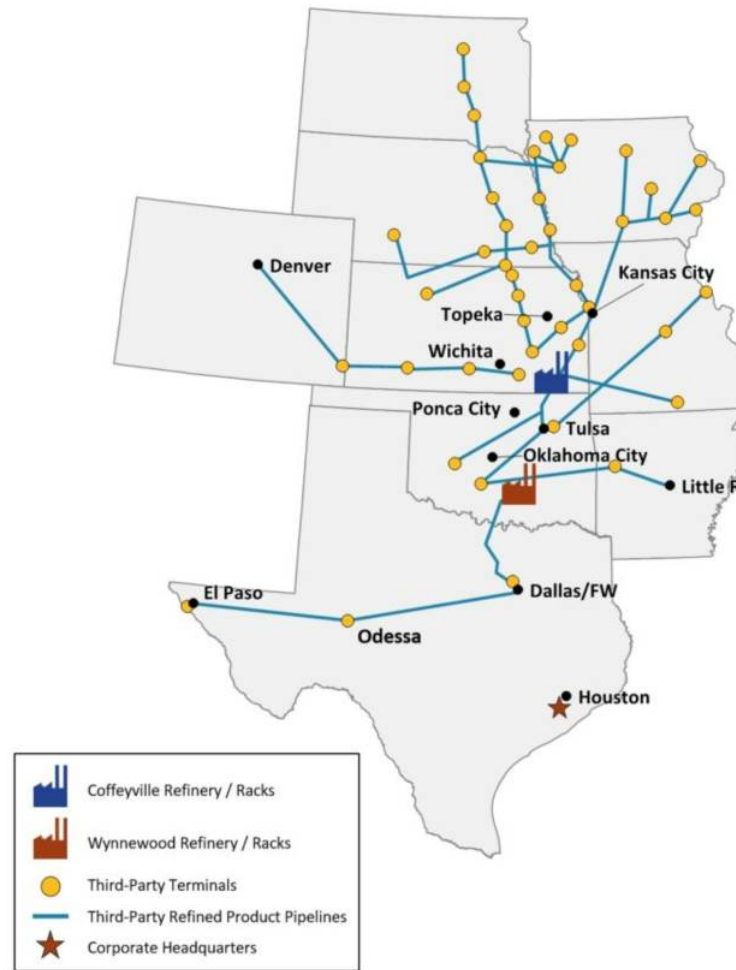 Denver
Kansas City
Topeka
Wichita
Ponca City
Tulsa
Oklahoma City
Little R
El Paso
Dallas/FW
Odessa
Houston
Coffeyville Refinery / Racks
Wynnewood Refinery / Racks
Third-Party Terminals
Third-Party Refined Product Pipelines
Corporate Headquarters